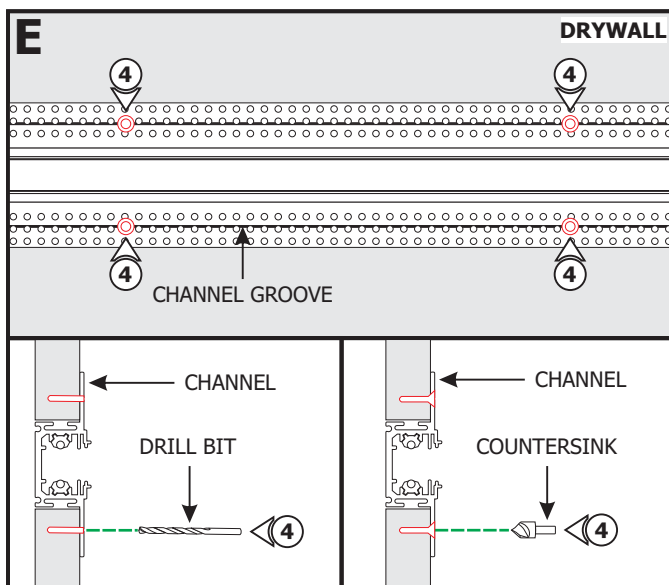 E
DRYWALL
4 4
4 4
CHANNEL GROOVE
CHANNEL
DRILL BIT
4
CHANNEL
COUNTERSINK
4